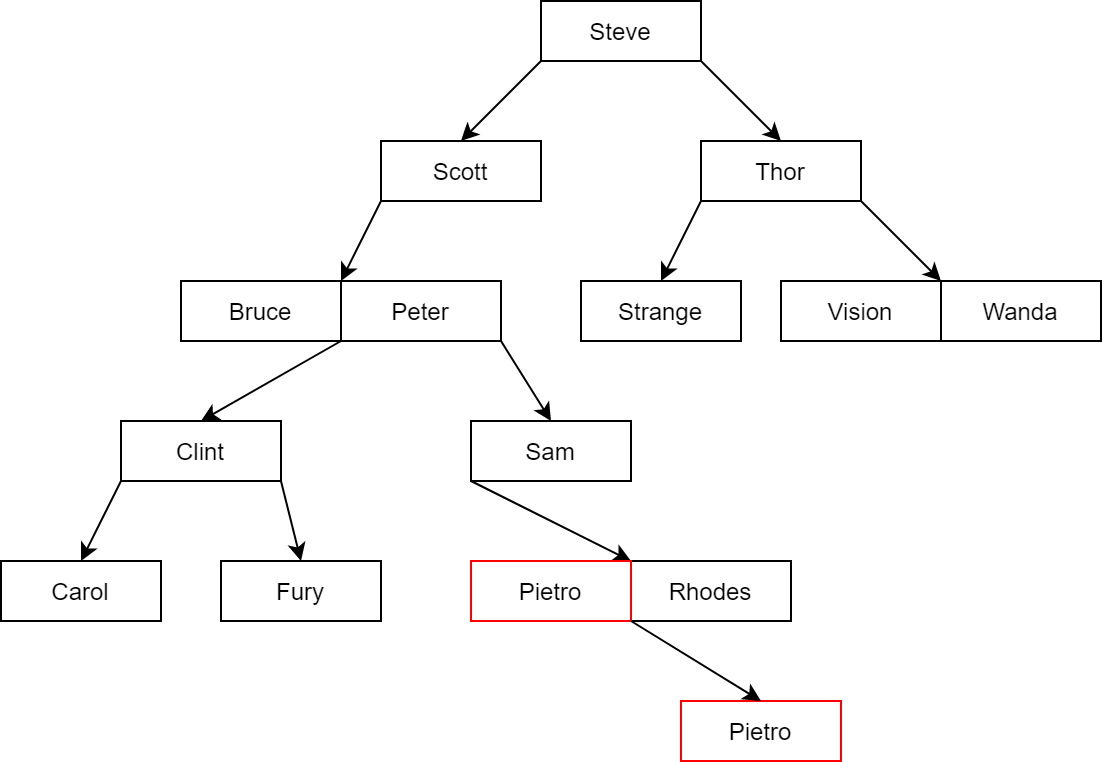 Steve
Scott
Thor
Bruce
Peter
Strange
Vision
Wanda
Clint
Sam
Carol
Fury
Pietro
Rhodes
Pietro